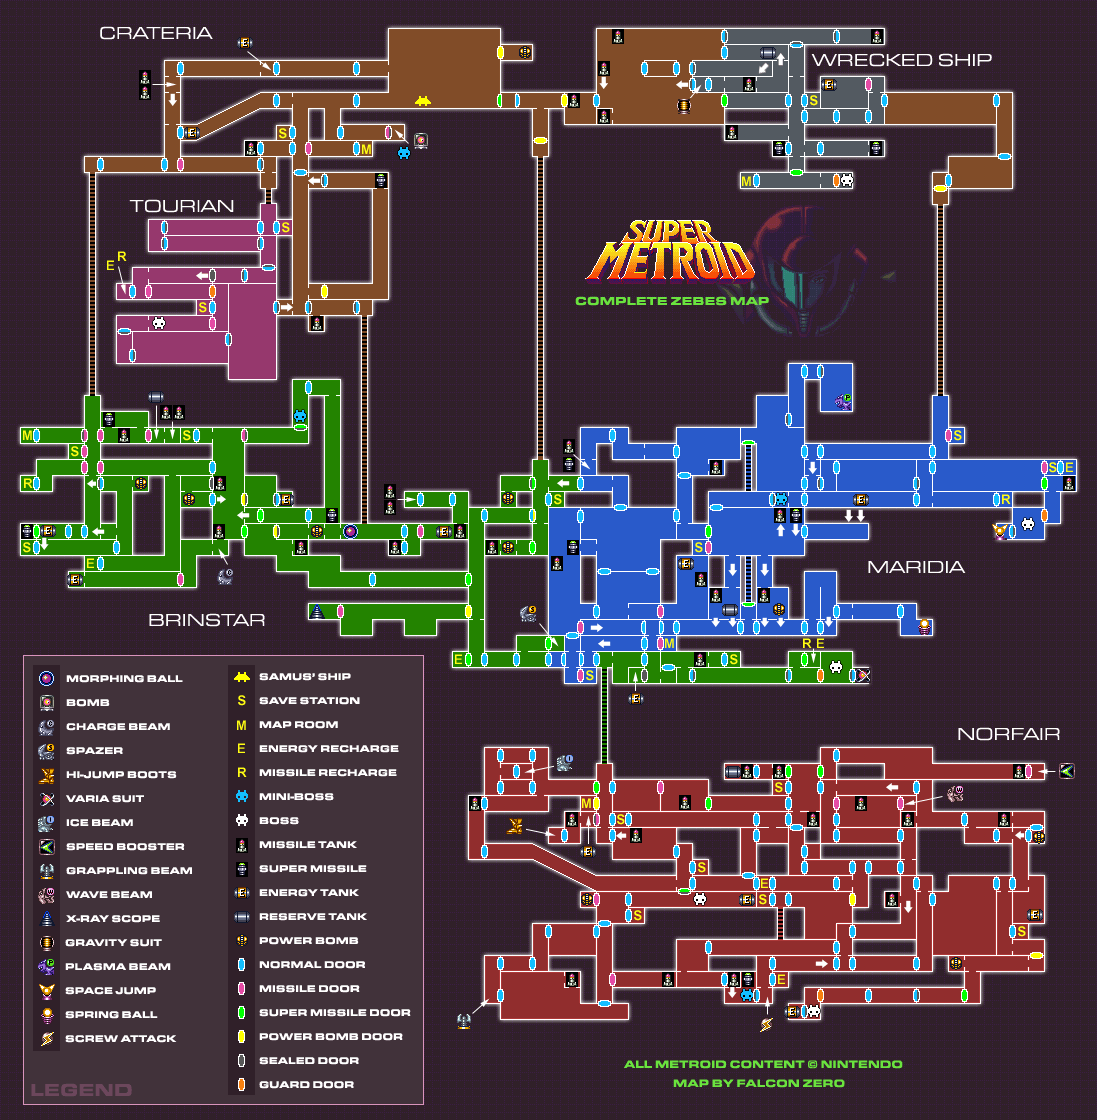 CRATERIA
WRECKED SHIP
S
S
M
M
TOURIAN
S
R
E
S
SUPER
METROID
COMPLETE ZEBES MAP
M
S
S
S
R
S
E
S
R
S
S
E
MARIDIA
BRINSTAR
M
R E
E
S
S
NORFAIR
S
M
S
S
E
S
S
S
E
MORPHING BALL
BOMB
CHARGE BEAM
SPAZER
HI-JUMP BOOTS
VARIA SUIT
ICE BEAM
SPEED BOOSTER
GRAPPLING BEAM
WAVE BEAM
X-RAY SCOPE
GRAVITY SUIT
PLASMA BEAM
SPACE JUMP
SPRING BALL
SCREW ATTACK
SAMUS' SHIP
S SAVE STATION
M MAP ROOM
E ENERGY RECHARGE
R MISSILE RECHARGE
MINI-BOSS
BOSS
MISSILE TANK
SUPER MISSILE
ENERGY TANK
RESERVE TANK
POWER BOMB
NORMAL DOOR
MISSILE DOOR
SUPER MISSILE DOOR
POWER BOMB DOOR
SEALED DOOR
GUARD DOOR
LEGEND
ALL METROID CONTENT © NINTENDO
MAP BY FALCON ZERO